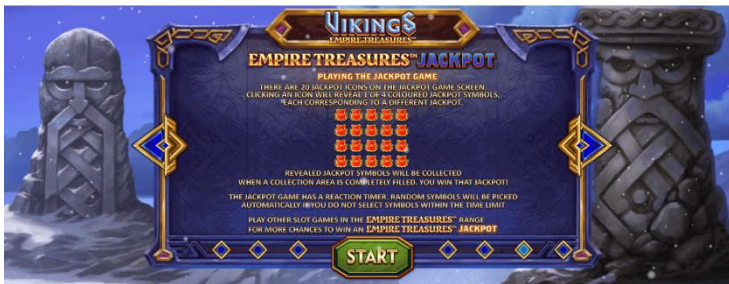 VIKINGS
EMPIRE TREASURES™
EMPIRE TREASURES™ JACKPOT
PLAYING THE JACKPOT GAME
THERE ARE 20 JACKPOT ICONS ON THE JACKPOT GAME SCREEN.
CLICKING AN ICON WILL REVEAL 1 OF 4 COLOURED JACKPOT SYMBOLS,
EACH CORRESPONDING TO A DIFFERENT JACKPOT.
REVEALED JACKPOT SYMBOLS WILL BE COLLECTED
WHEN A COLLECTION AREA IS COMPLETELY FILLED. YOU WIN THAT JACKPOT!
THE JACKPOT GAME HAS A REACTION TIMER. RANDOM SYMBOLS WILL BE PICKED
AUTOMATICALLY IF YOU DO NOT SELECT SYMBOLS WITHIN THE TIME LIMIT
PLAY OTHER SLOT GAMES IN THE EMPIRE TREASURES™ RANGE
FOR MORE CHANCES TO WIN AN EMPIRE TREASURES™ JACKPOT
START